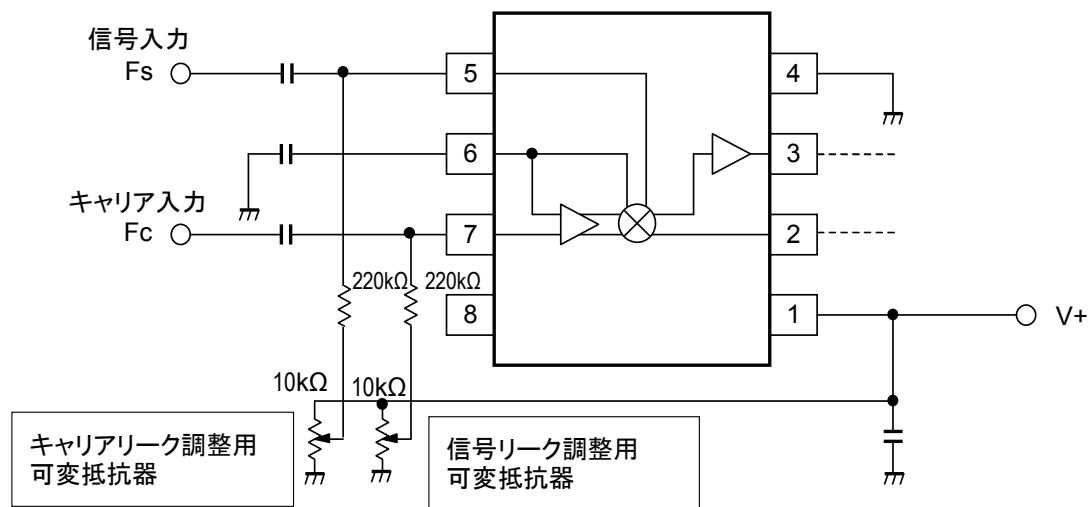 信号入力
Fs
キャリア入力
Fc
5
6
7
8
4
3
2
1
V+
220kΩ
220kΩ
10kΩ
10kΩ
キャリアリーク調整用
可変抵抗器
信号リーク調整用
可変抵抗器